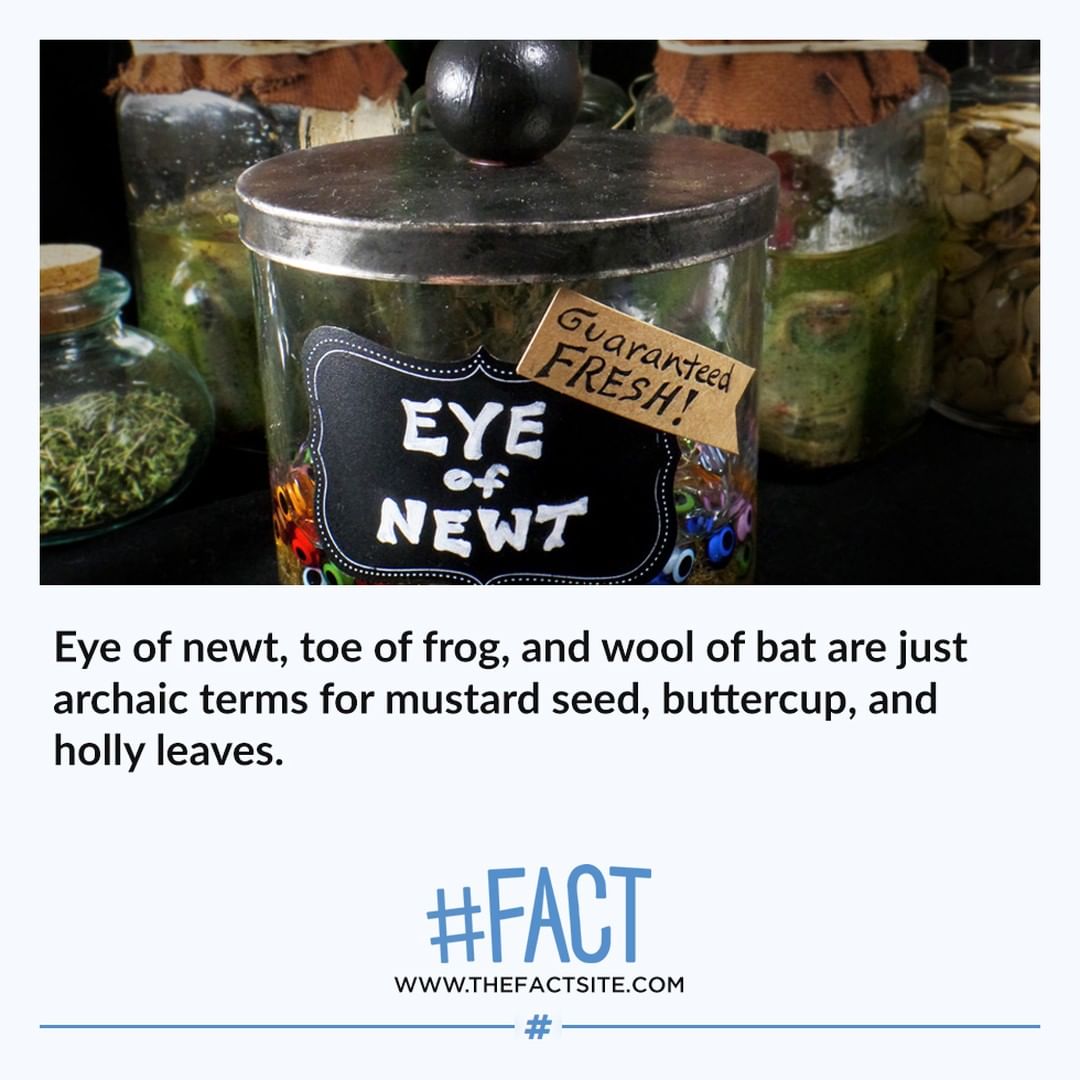 Guaranteed
FRESH!
EYE
of
NEWT
Eye of newt, toe of frog, and wool of bat are just
archaic terms for mustard seed, buttercup, and
holly leaves.
#FACT
WWW.THEFACTSITE.COM
#